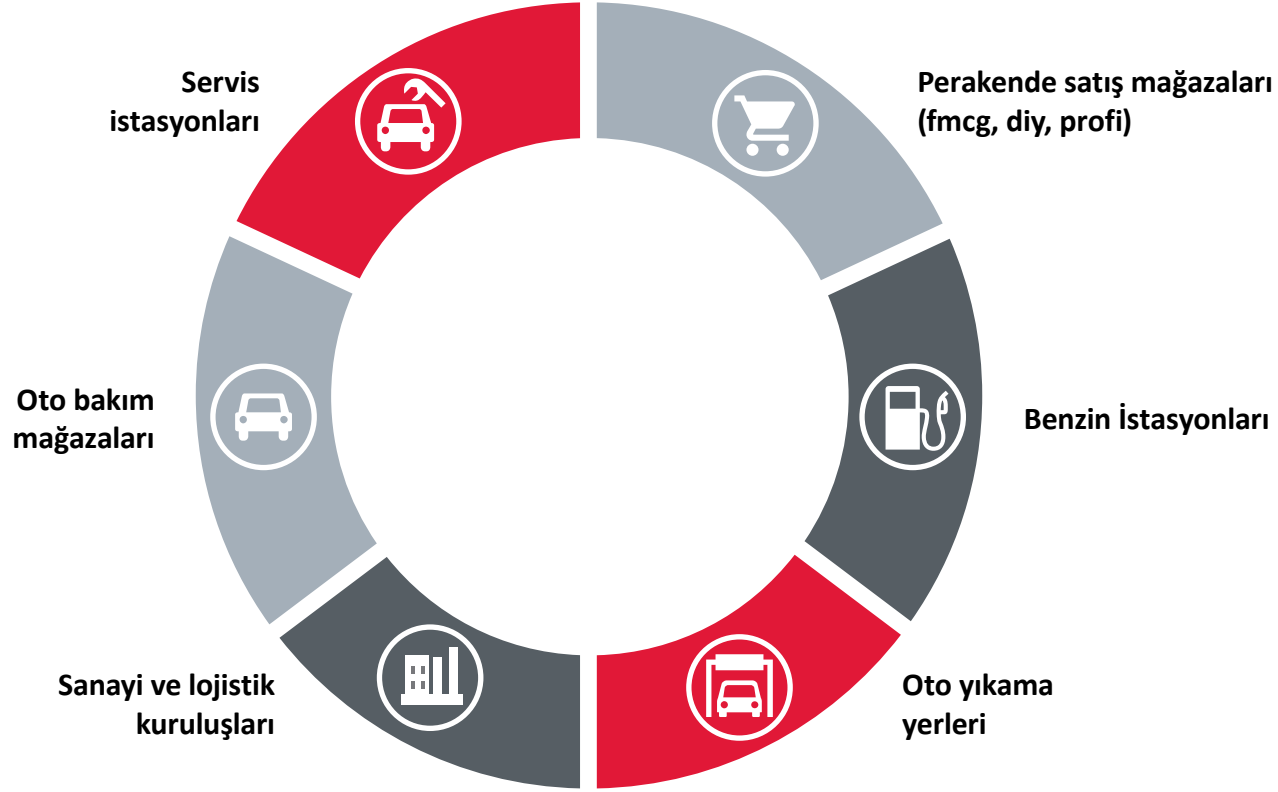 Servis
istasyonları
Perakende satış mağazaları
(fmcg, diy, profi)
Oto bakım
mağazaları
Benzin İstasyonları
Sanayi ve lojistik
kuruluşları
Oto yıkama
yerleri